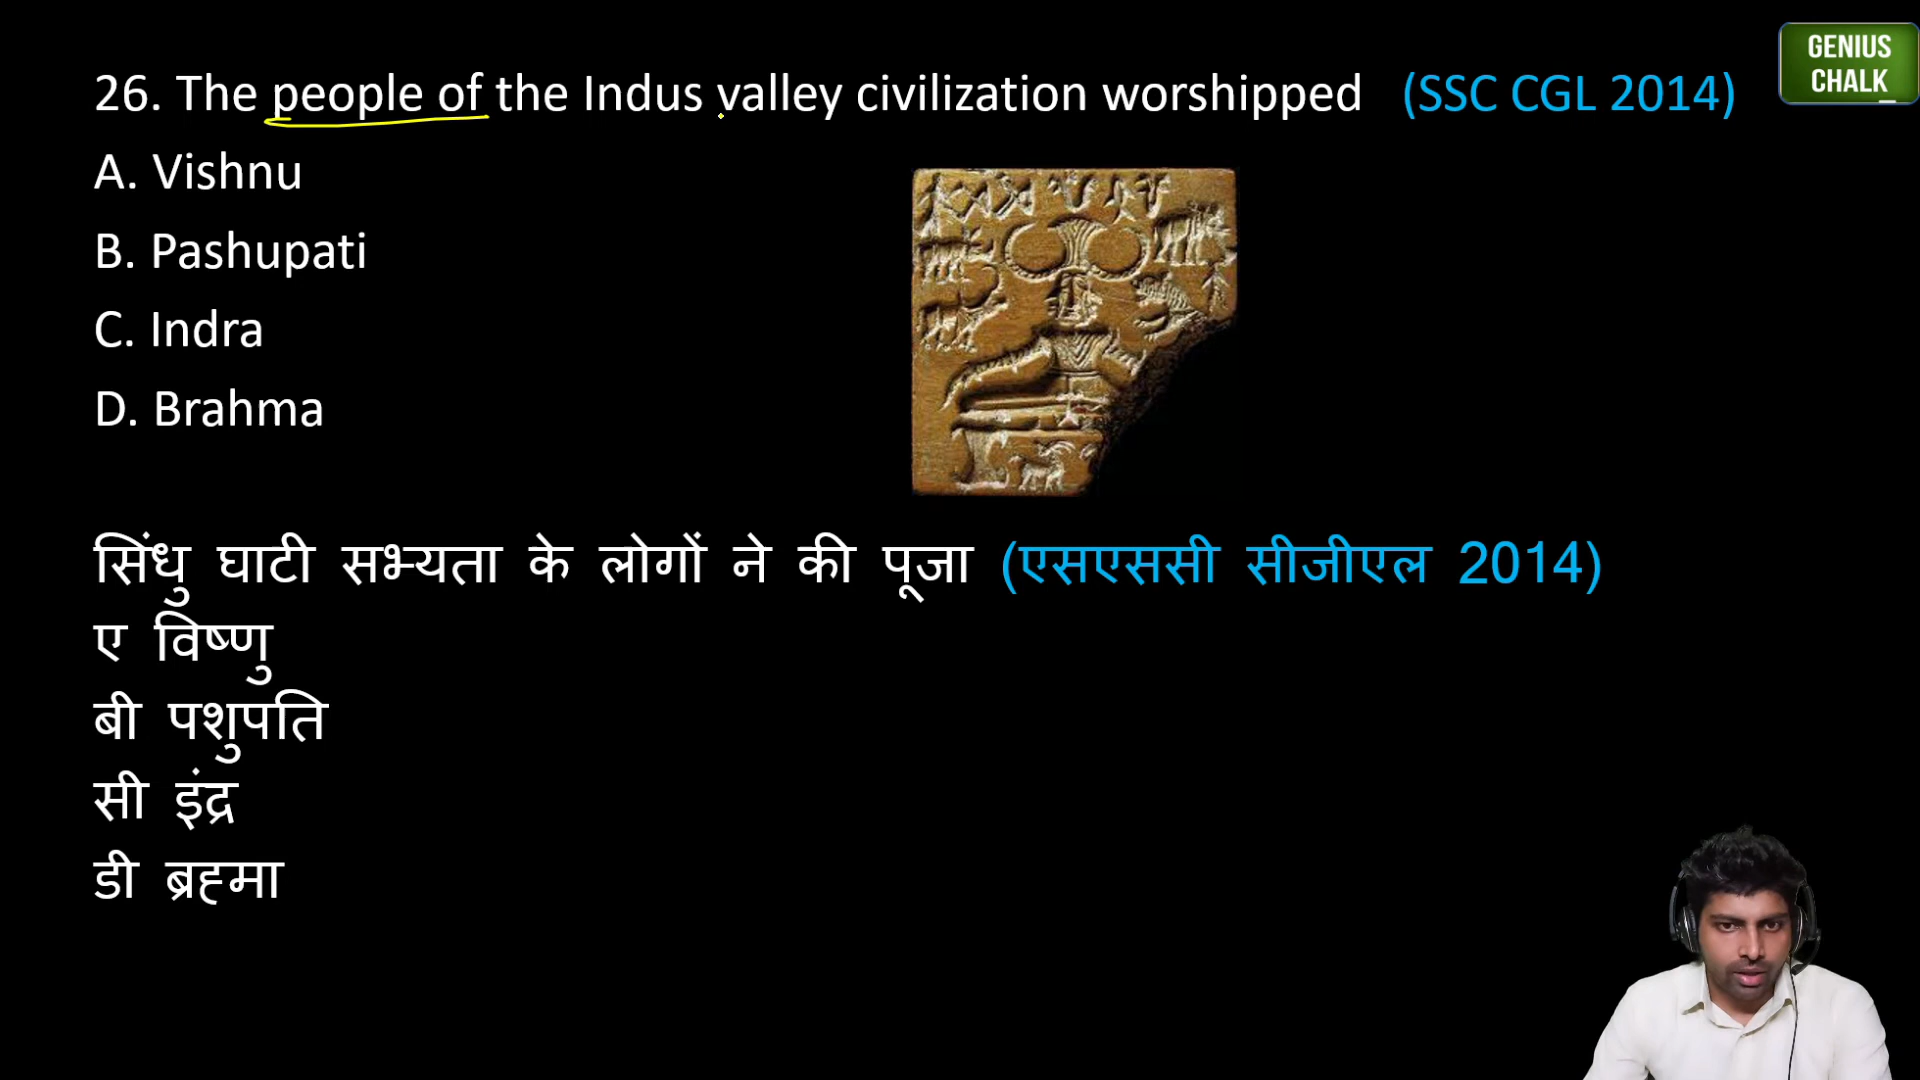 26. The people of the Indus valley civilization worshipped (SSC CGL 2014)
GENIUS
CHALK_
A. Vishnu
B. Pashupati
C. Indra
D. Brahma
सिंधु घाटी सभ्यता के लोगों ने की पूजा (एसएससी सीजीएल 2014)
ए विष्णु
बी पशुपति
सी इंद्र
डी ब्रह्मा